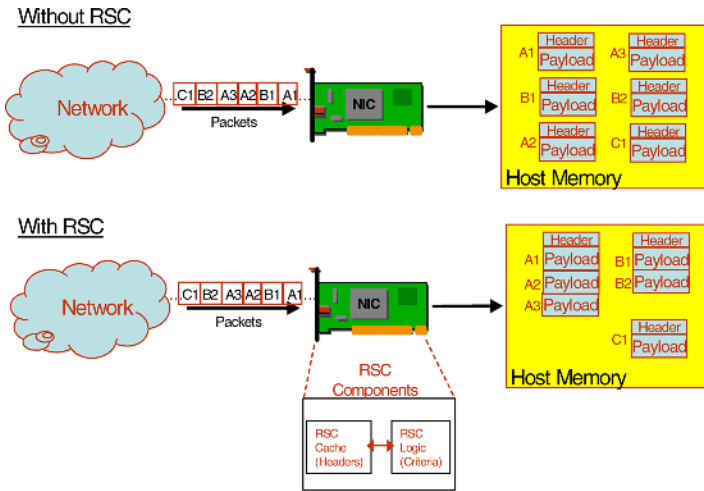 Without RSC
Network
C1 B2 A3 A2 B1 A1
Packets
NIC
A1 Header Payload
A3 Header Payload
B1 Header Payload
B2 Header Payload
A2 Header Payload
C1 Header Payload
Host Memory
With RSC
Network
C1 B2 A3 A2 B1 A1
Packets
NIC
Header
A1 Payload
A2 Payload
A3 Payload
Header
B1 Payload
B2 Payload
Header
C1 Payload
Host Memory
RSC
Components
RSC
Cache
(Headers)
RSC
Logic
(Criteria)